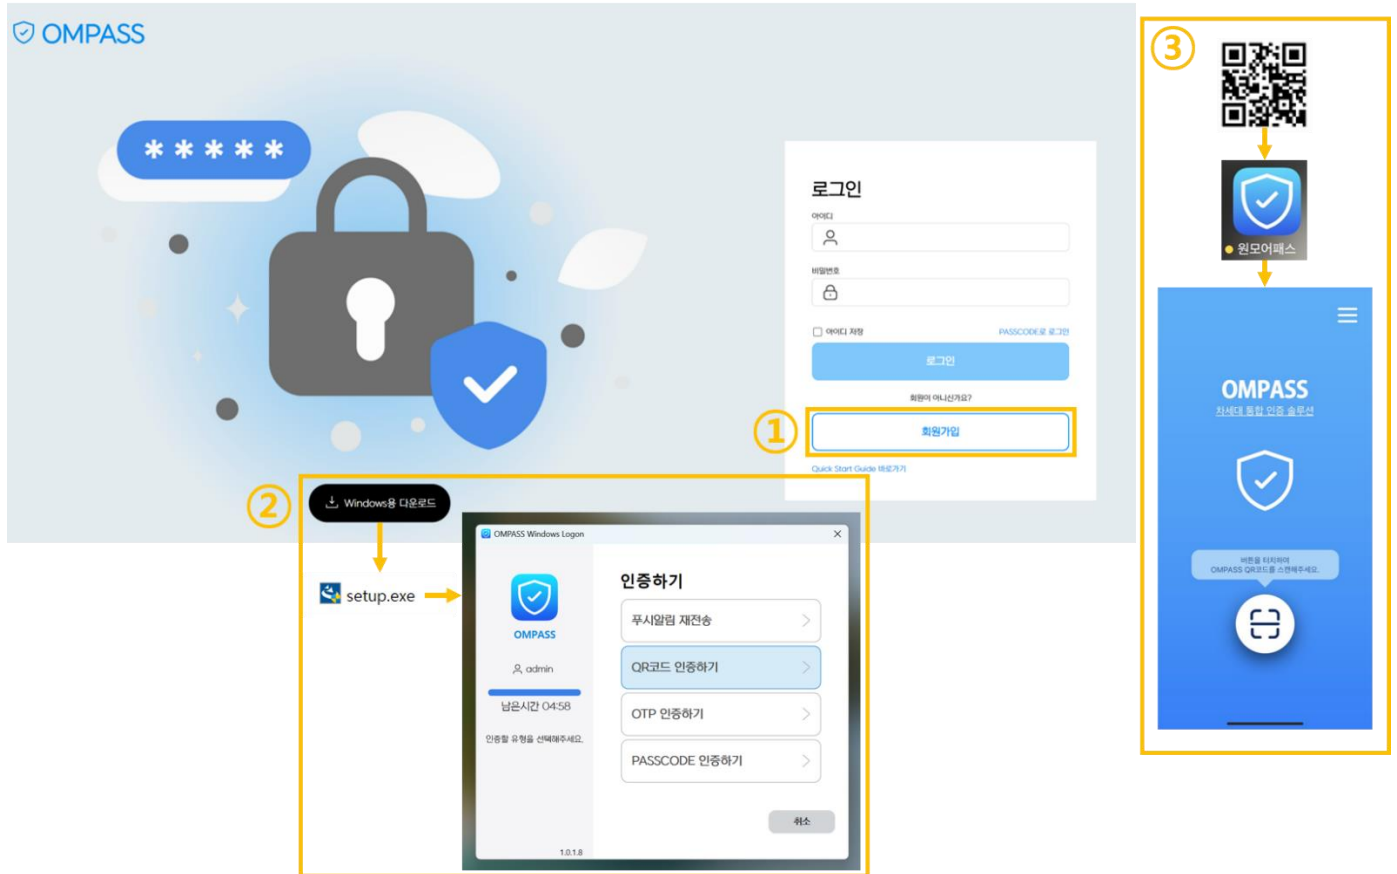 OMPASS
*****
로그인
아이디
비밀번호
아이디 저장
PASSCODE로 로그인
로그인
회원이 아니신가요?
①
회원가입
Quick Start Guide 바로가기
②
Windows용 다운로드
setup.exe
OMPASS Windows Logon
OMPASS
admin
남은시간 04:58
인증할 유형을 선택해주세요.
1.0.1.8
인증하기
푸시알림 재전송
QR코드 인증하기
OTP 인증하기
PASSCODE 인증하기
취소
③
원모어패스
OMPASS
차세대 통합 인증 솔루션
버튼을 터치하여
OMPASS QR코드를 스캔해주세요.